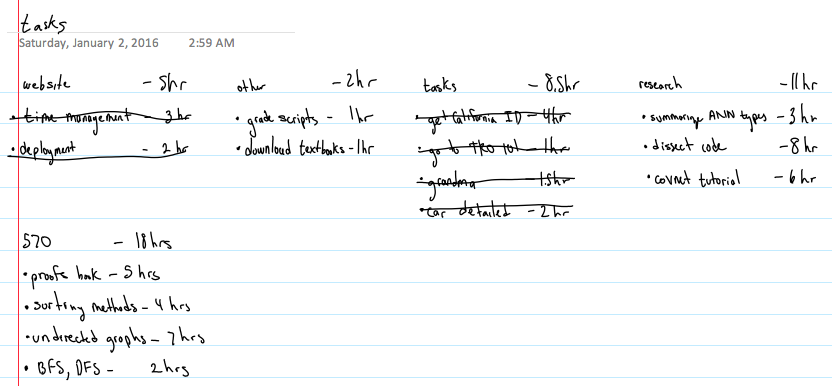 tasks
Saturday, January 2, 2016 2:59 AM
website - 5hr
• time management - 3hr
• deployment - 2hr
other - 2hr
• grade scripts - 1hr
• download textbooks - 1hr
tasks - 8.5hr
• get California ID - 4hr
• go to TKO 101 - 1hr
• grandma - 1.5hr
• car detailed - 2hr
research - 11hr
• summarize ANN types - 3hr
• dissect code - 8hr
• covnet tutorial - 6hr
570 - 18hrs
• proofs book - 5hrs
• sorting methods - 4hrs
• undirected graphs - 7hrs
• BFS, DFS - 2hrs